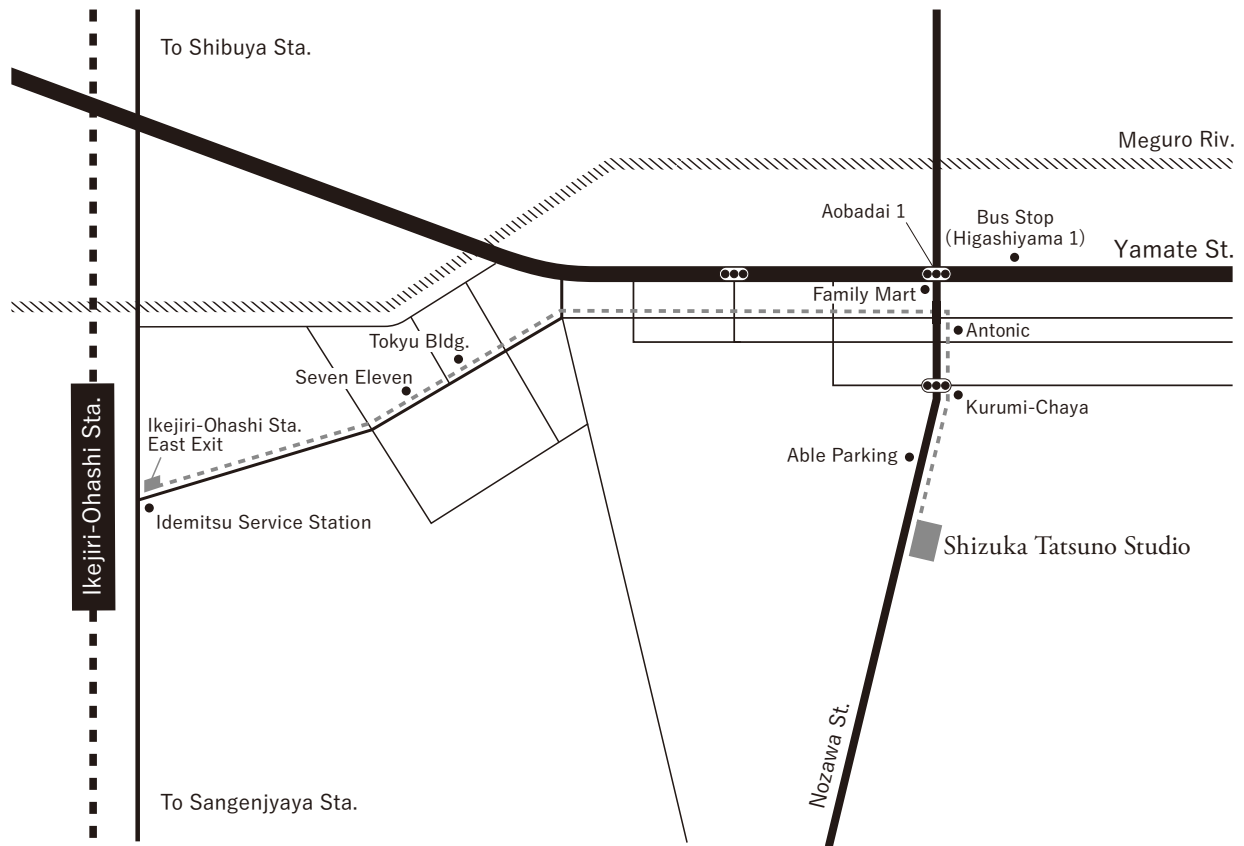 To Shibuya Sta.
Meguro Riv.
Aobadai 1
Bus Stop
(Higashiyama 1)
Yamate St.
Family Mart
Antonic
Tokyu Bldg.
Seven Eleven
Ikejiri-Ohashi Sta.
Kurumi-Chaya
Ikejiri-Ohashi Sta.
East Exit
Able Parking
Idemitsu Service Station
Shizuka Tatsuno Studio
Nozawa St.
To Sangenjyaya Sta.